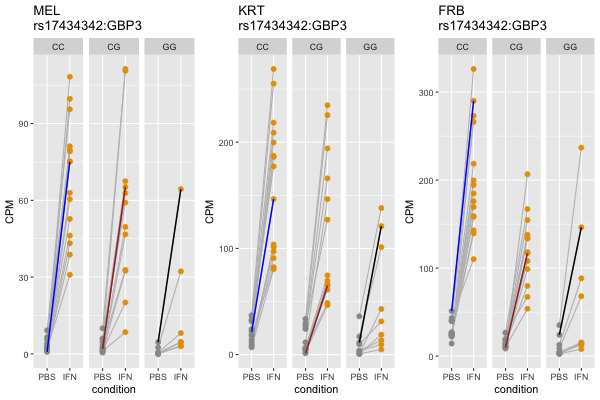 MEL
rs17434342:GBP3
CC CG GG
CPM
90
60
30
0
PBS IFN PBS IFN PBS IFN
condition
KRT
rs17434342:GBP3
CC CG GG
CPM
200
100
0
PBS IFN PBS IFN PBS IFN
condition
FRB
rs17434342:GBP3
CC CG GG
CPM
300
200
100
0
PBS IFN PBS IFN PBS IFN
condition